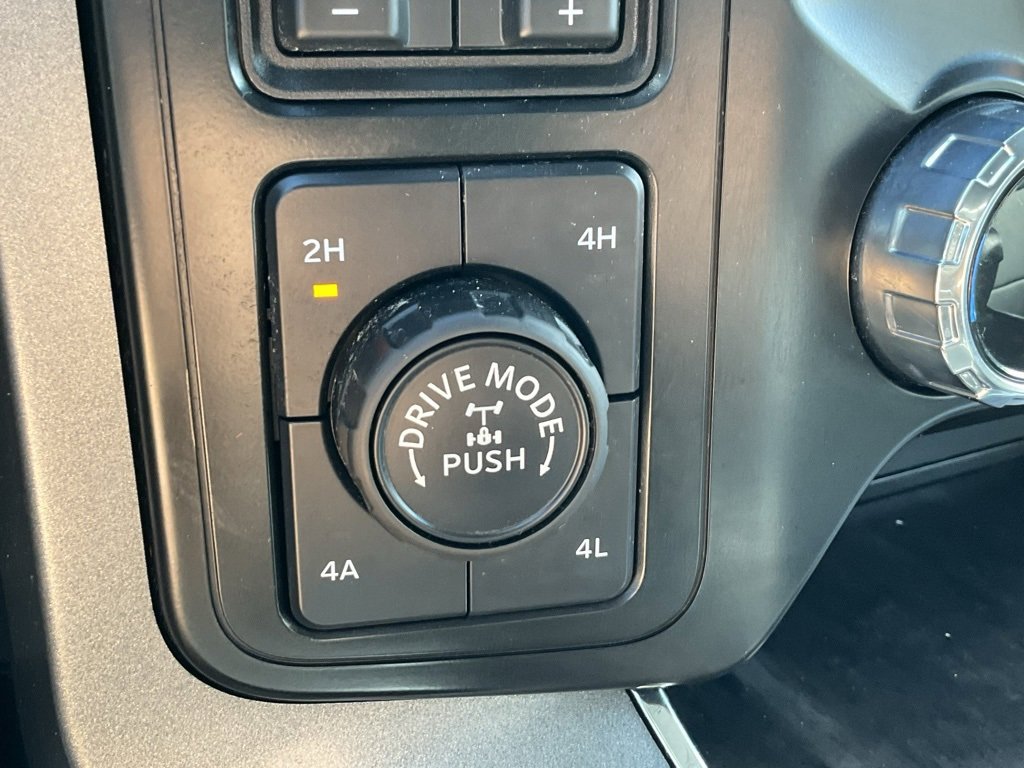 − +
2H 4H
DRIVE MODE
PUSH
4A 4L